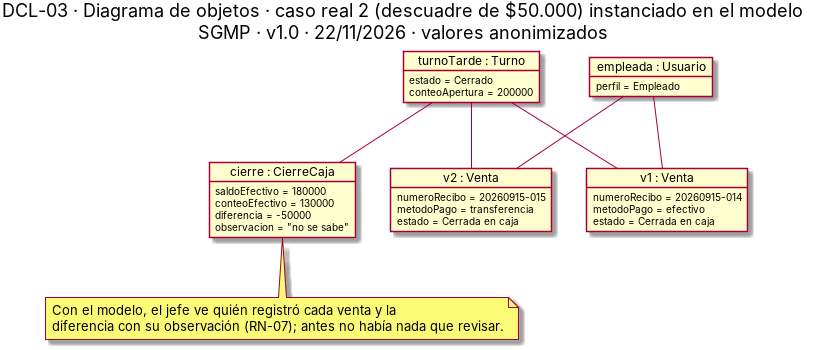 DCL-03 · Diagrama de objetos · caso real 2 (descuadre de $50.000) instanciado en el modelo
SGMP · v1.0 · 22/11/2026 · valores anonimizados
turnoTarde : Turno
estado = Cerrado
conteoApertura = 200000
empleada : Usuario
perfil = Empleado
cierre : CierreCaja
saldoEfectivo = 180000
conteoEfectivo = 130000
diferencia = -50000
observacion = "no se sabe"
v2 : Venta
numeroRecibo = 20260915-015
metodoPago = transferencia
estado = Cerrada en caja
v1 : Venta
numeroRecibo = 20260915-014
metodoPago = efectivo
estado = Cerrada en caja
Con el modelo, el jefe ve quién registró cada venta y la
diferencia con su observación (RN-07); antes no había nada que revisar.